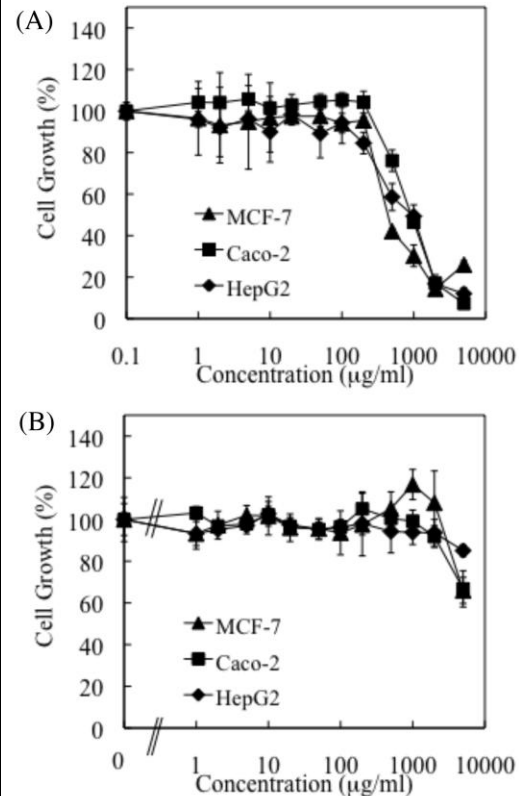 (A)
140
120
100
80
60
40
20
0
Cell Growth (%)
MCF-7
Caco-2
HepG2
0.1 1 10 100 1000 10000
Concentration (μg/ml)
(B)
140
120
100
80
60
40
20
0
Cell Growth (%)
MCF-7
Caco-2
HepG2
0 1 10 100 1000 10000
Concentration (μg/ml)